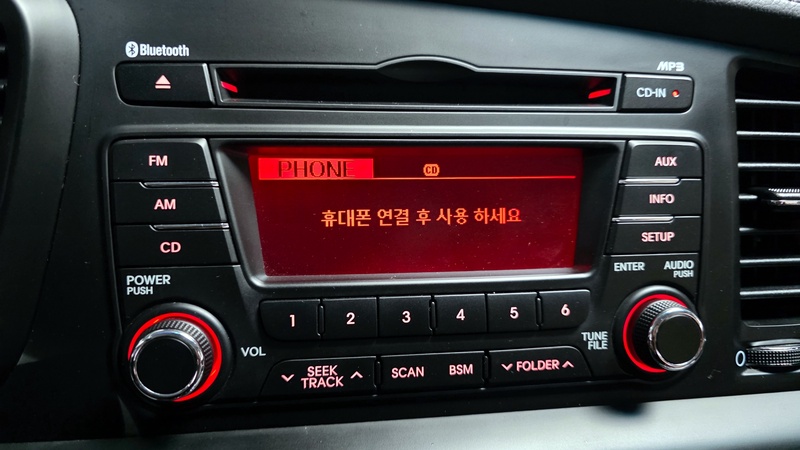 Bluetooth
MP3
CD-IN
FM
AM
CD
PHONE
CD
휴대폰 연결 후 사용 하세요
AUX
INFO
SETUP
POWER
PUSH
ENTER
AUDIO
PUSH
1 2 3 4 5 6
VOL
SEEK
TRACK
SCAN
BSM
FOLDER
TUNE
FILE
0